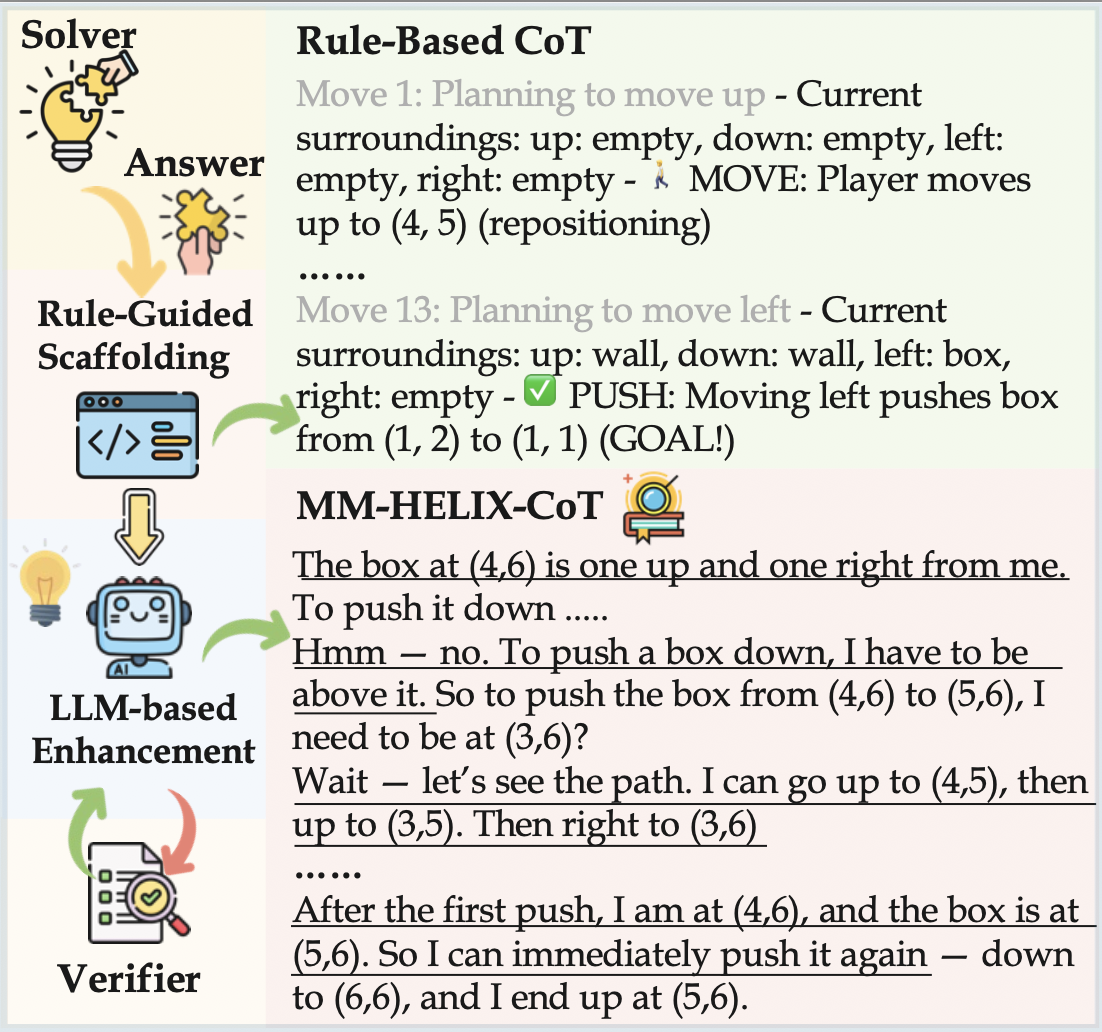 Solver
Answer
Rule-Guided
Scaffolding
LLM-based
Enhancement
AI
Verifier
Rule-Based CoT
Move 1: Planning to move up - Current
surroundings: up: empty, down: empty, left:
empty, right: empty - 🚶 MOVE: Player moves
up to (4, 5) (repositioning)
......
Move 13: Planning to move left - Current
surroundings: up: wall, down: wall, left: box,
right: empty - ✅ PUSH: Moving left pushes box
from (1, 2) to (1, 1) (GOAL!)
MM-HELIX-CoT
The box at (4,6) is one up and one right from me.
To push it down .....
Hmm — no. To push a box down, I have to be
above it. So to push the box from (4,6) to (5,6), I
need to be at (3,6)?
Wait — let's see the path. I can go up to (4,5), then
up to (3,5). Then right to (3,6)
......
After the first push, I am at (4,6), and the box is at
(5,6). So I can immediately push it again — down
to (6,6), and I end up at (5,6).